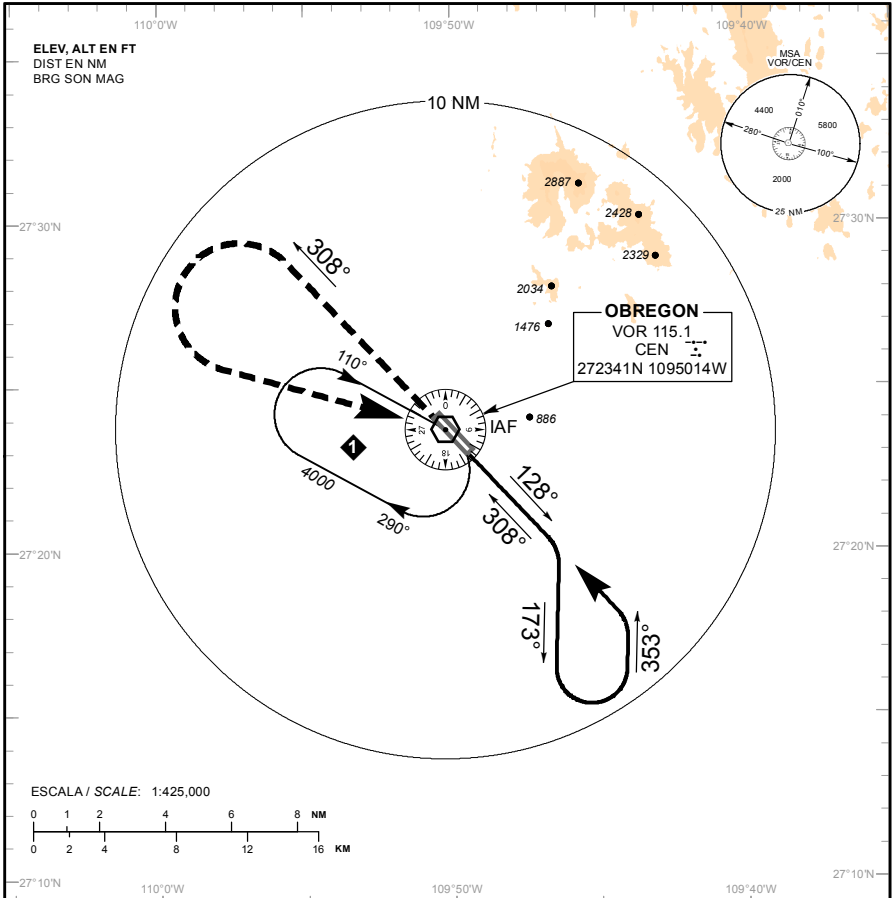 110°0'W
109°50'W
109°40'W
ELEV, ALT EN FT
DIST EN NM
BRG SON MAG
MSA
VOR/CEN
4400
010°
5800
280°
100°
2000
25 NM
10 NM
2887
2428
2329
2034
1476
27°30'N
27°30'N
308°
OBREGON
VOR 115.1
CEN
272341N 1095014W
110°
0
9
18
27
IAF
886
1
4000
290°
128°
308°
27°20'N
27°20'N
173°
353°
ESCALA / SCALE: 1:425,000
0 1 2 4 6 8 NM
0 2 4 8 12 16 KM
27°10'N
27°10'N
110°0'W
109°50'W
109°40'W